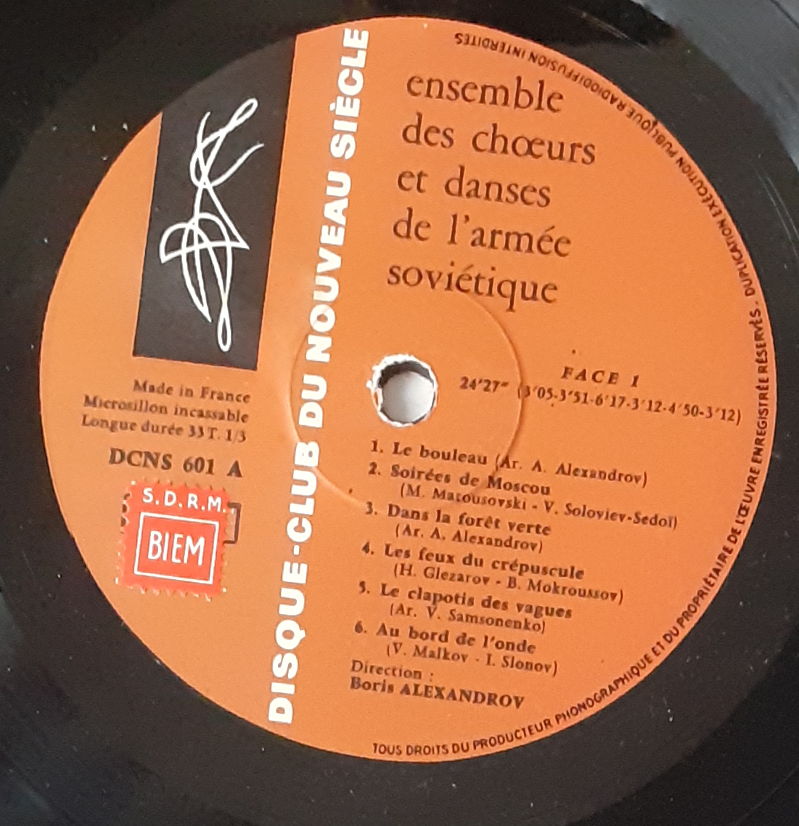 ensemble
des chœurs
et danses
de l'armée
soviétique
DISQUE-CLUB DU NOUVEAU SIÈCLE
FACE 1
24'27" (3'05-3'51-6'17-3'12-4'50-3'12)
Made in France
Microsillon incassable
Longue durée 33 T. 1/3
DCNS 601 A
S.D.R.M.
BIEM
1. Le bouleau (Ar. A. Alexandrov)
2. Soirées de Moscou
(M. Matousovski - V. Soloviev-Sedoï)
3. Dans la forêt verte
(Ar. A. Alexandrov)
4. Les feux du crépuscule
(H. Glezarov - B. Mokroussov)
5. Le clapotis des vagues
(Ar. V. Samsonenko)
6. Au bord de l'onde
(V. Malkov - I. Slonov)
Direction :
Boris ALEXANDROV
TOUS DROITS DU PRODUCTEUR PHONOGRAPHIQUE ET DU PROPRIÉTAIRE DE L'ŒUVRE ENREGISTRÉE RÉSERVÉS - DUPLICATION EXÉCUTION PUBLIQUE RADIODIFFUSION INTERDITES